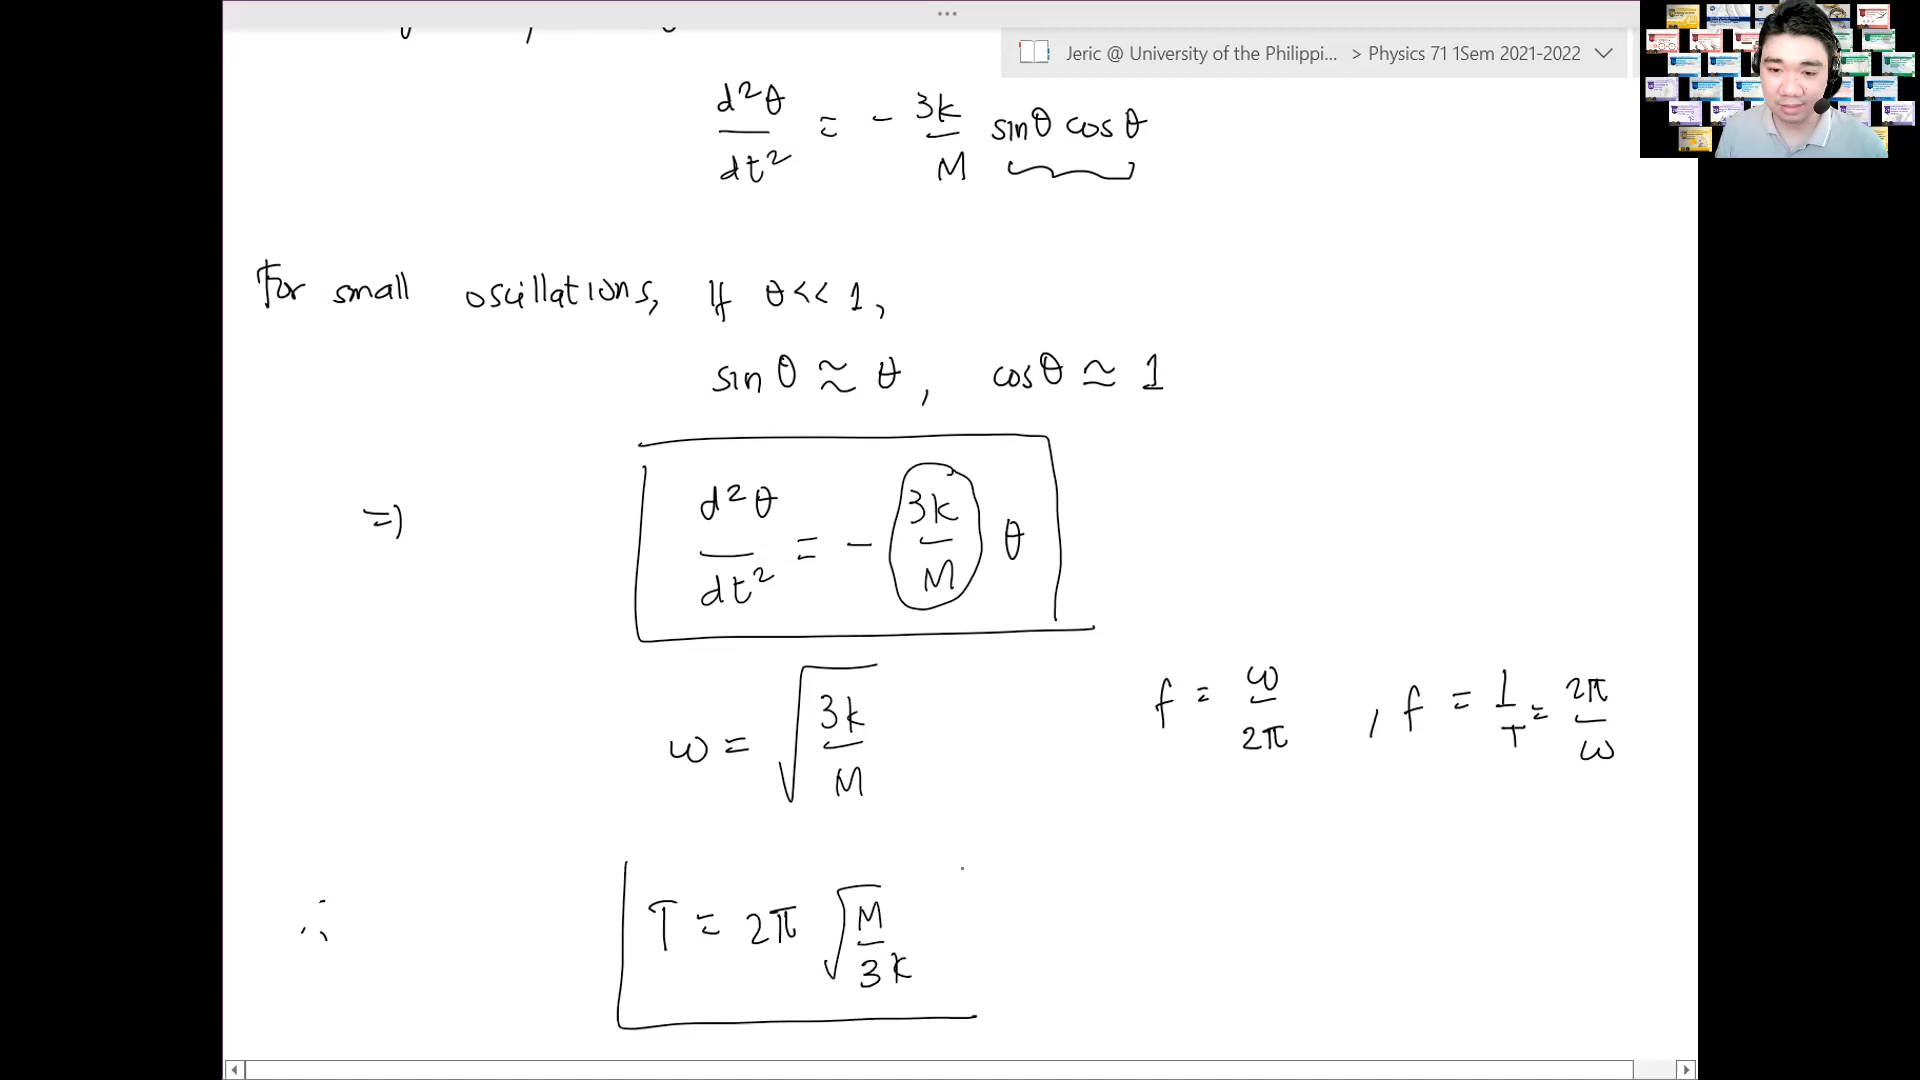 Jeric @ University of the Philippi... > Physics 71 1Sem 2021-2022
d²θ/dt² = - 3k/M sinθ cosθ
For small oscillations, If θ<<1,
sinθ ≈ θ, cosθ ≃ 1
=) d²θ/dt² = - 3k/M θ
ω = √(3k/M)
f = ω/2π , f = 1/T = 2π/ω
∴ T = 2π √(M/3k)